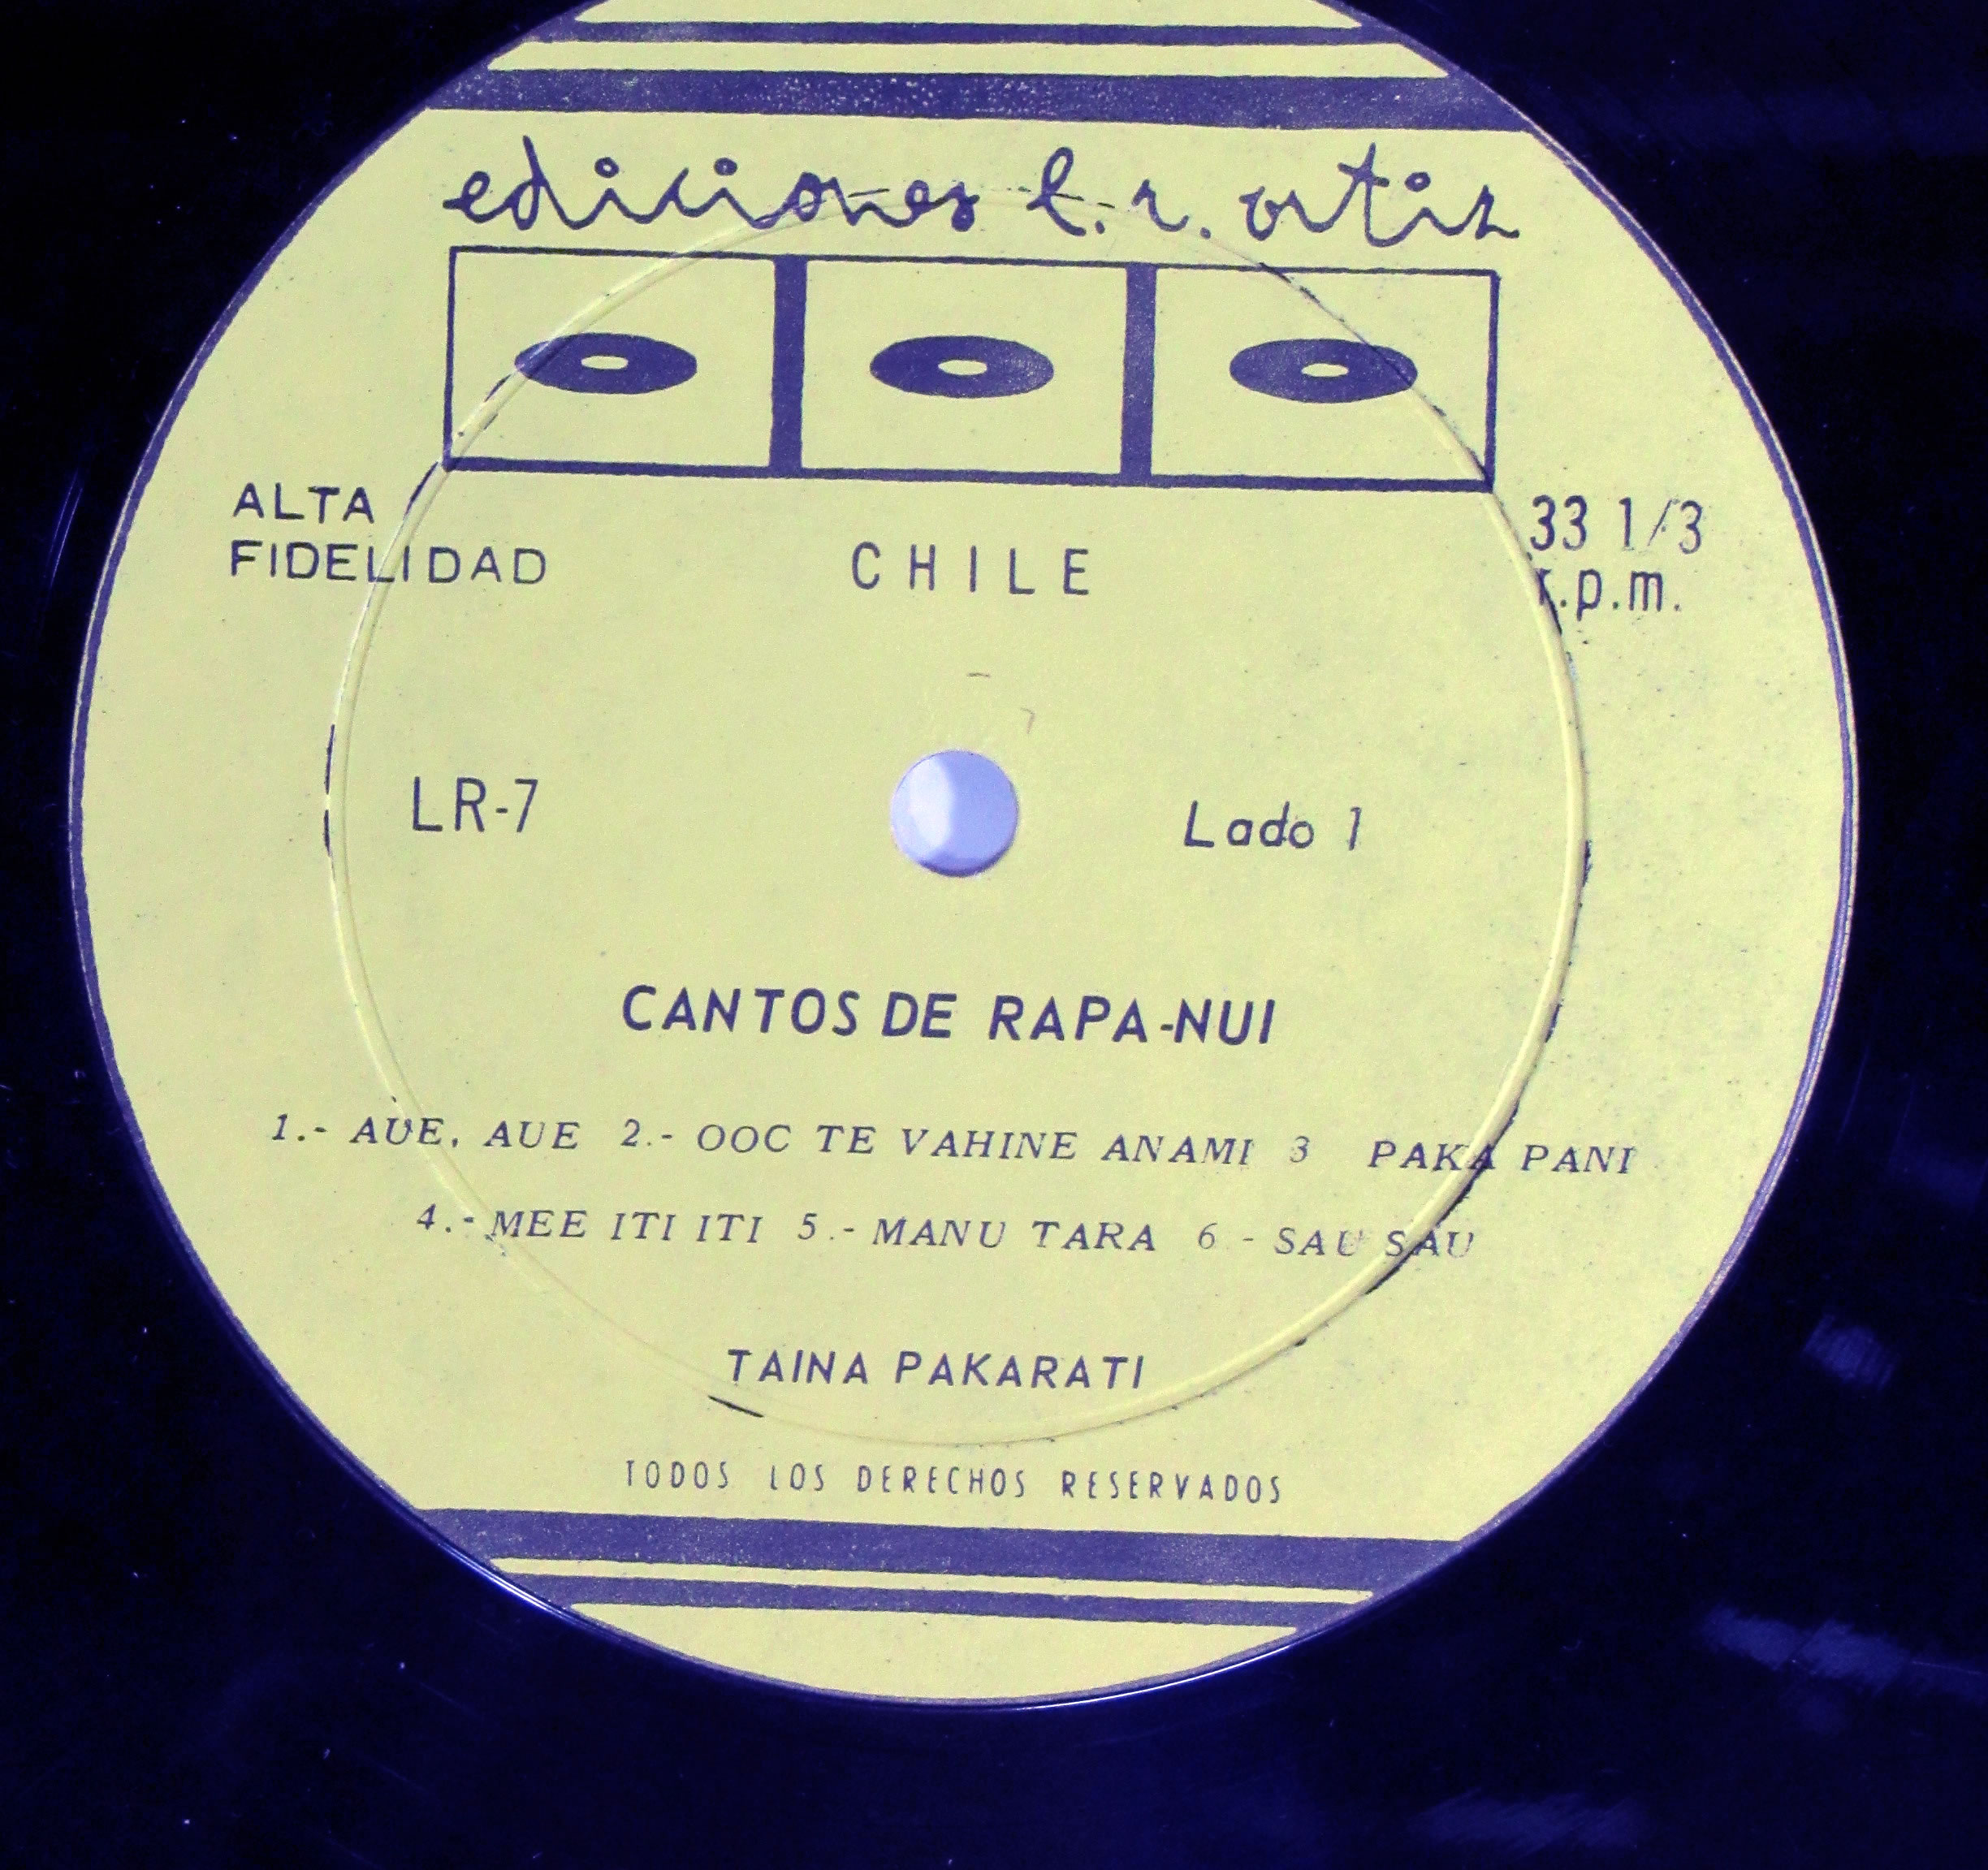 ediciones l.r. ortiz
ALTA
FIDELIDAD
CHILE
33 1/3
r.p.m.
LR-7
Lado 1
CANTOS DE RAPA-NUI
1.- AUE, AUE 2.- OOC TE VAHINE ANAMI 3 PAKA PANI
4.- MEE ITI ITI 5.- MANU TARA 6 - SAU SAU
TAINA PAKARATI
TODOS LOS DERECHOS RESERVADOS